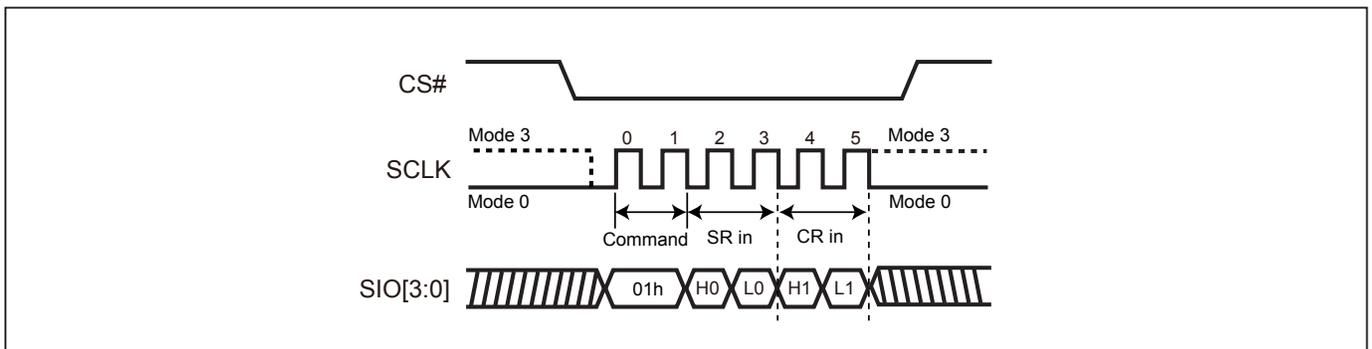 CS#
Mode 3 0 1 2 3 4 5 Mode 3
SCLK
Mode 0 Mode 0
Command SR in CR in
SIO[3:0] 01h H0 L0 H1 L1